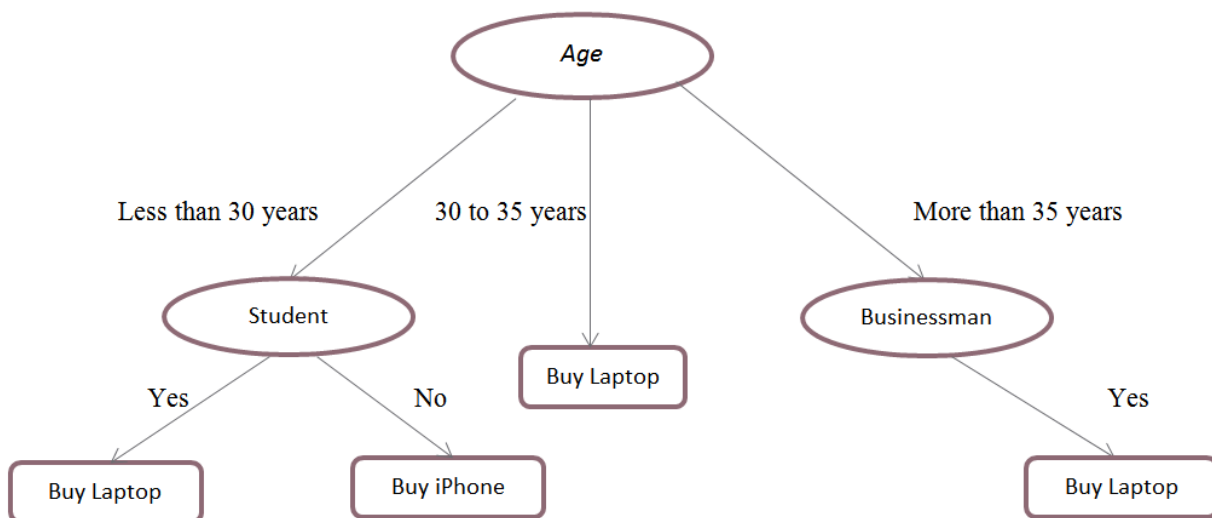 Age
Less than 30 years
30 to 35 years
More than 35 years
Student
Businessman
Buy Laptop
Yes
No
Yes
Buy Laptop
Buy iPhone
Buy Laptop